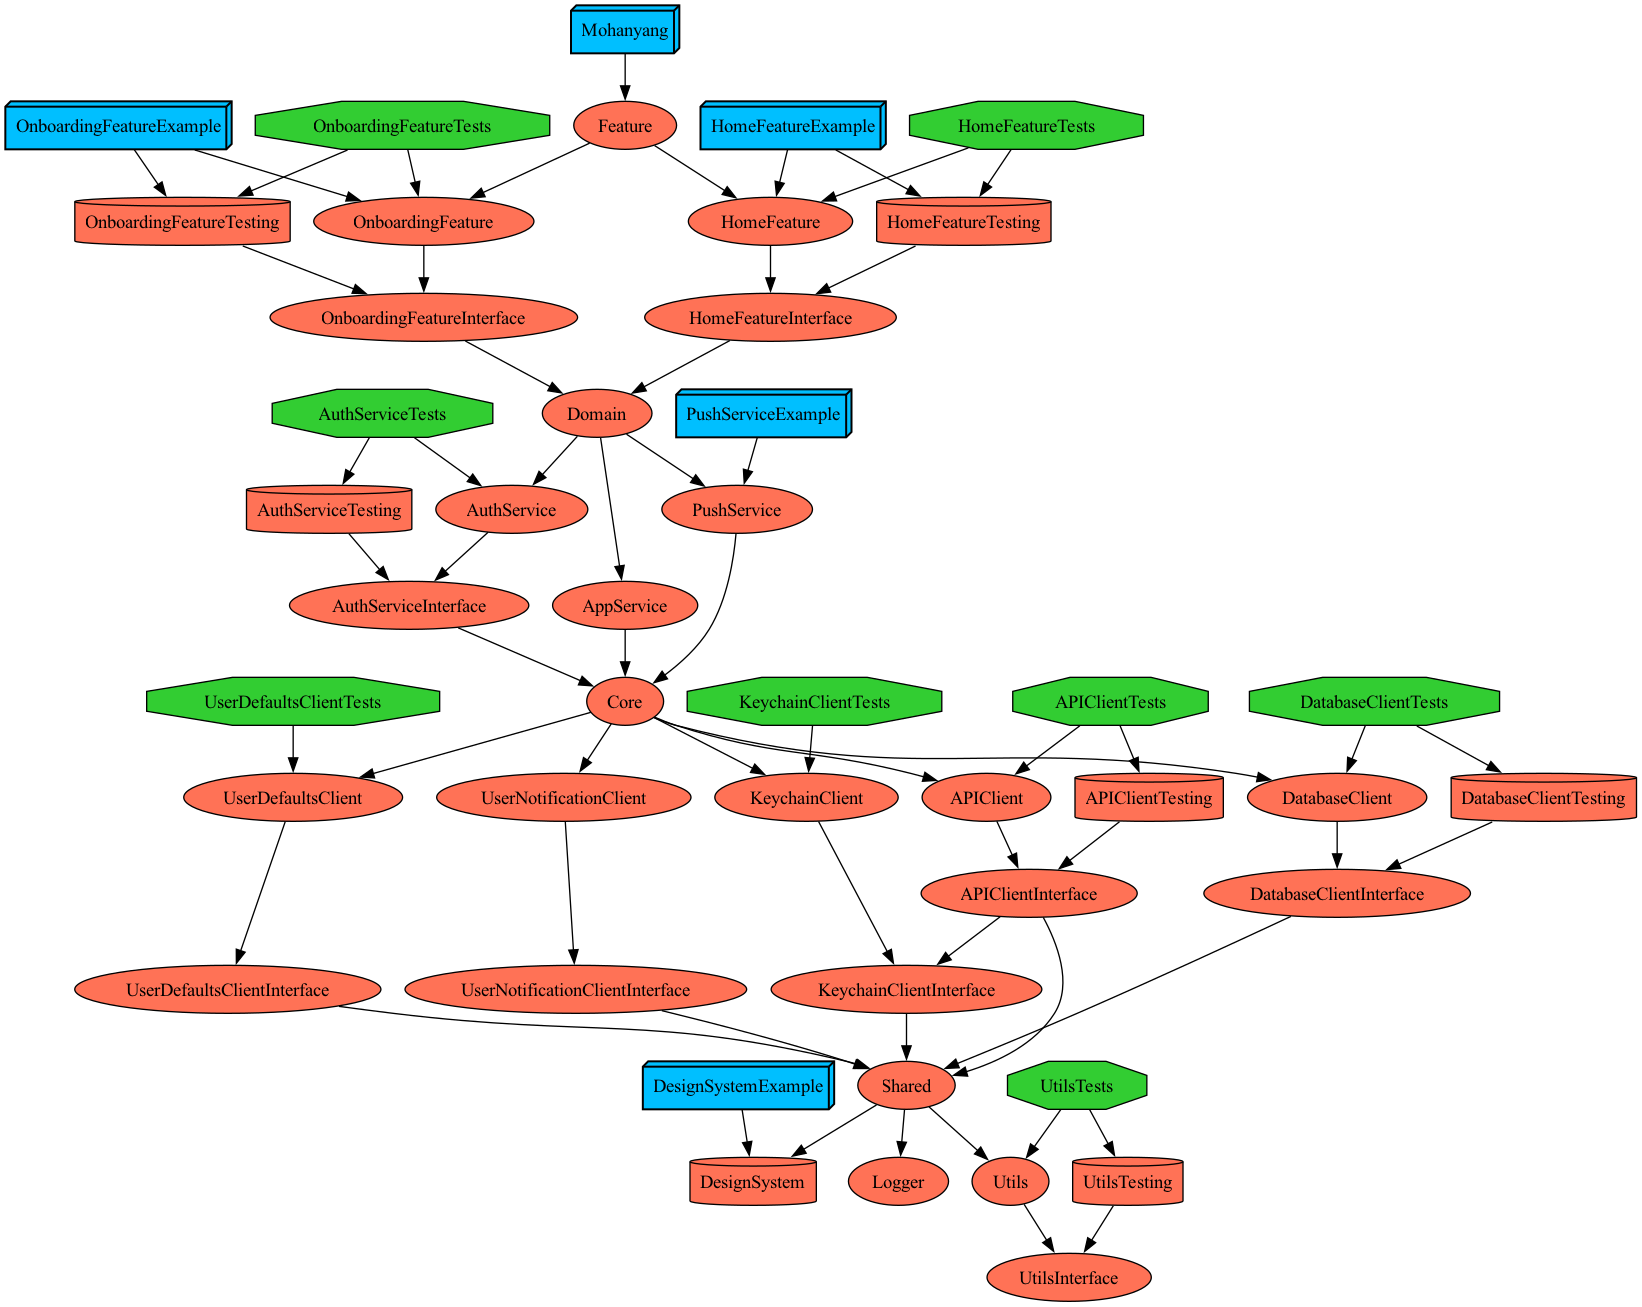 Mohanyang
OnboardingFeatureExample
OnboardingFeatureTests
Feature
HomeFeatureExample
HomeFeatureTests
OnboardingFeatureTesting
OnboardingFeature
HomeFeature
HomeFeatureTesting
OnboardingFeatureInterface
HomeFeatureInterface
AuthServiceTests
Domain
PushServiceExample
AuthServiceTesting
AuthService
PushService
AuthServiceInterface
AppService
UserDefaultsClientTests
Core
KeychainClientTests
APIClientTests
DatabaseClientTests
UserDefaultsClient
UserNotificationClient
KeychainClient
APIClient
APIClientTesting
DatabaseClient
DatabaseClientTesting
APIClientInterface
DatabaseClientInterface
UserDefaultsClientInterface
UserNotificationClientInterface
KeychainClientInterface
DesignSystemExample
Shared
UtilsTests
DesignSystem
Logger
Utils
UtilsTesting
UtilsInterface